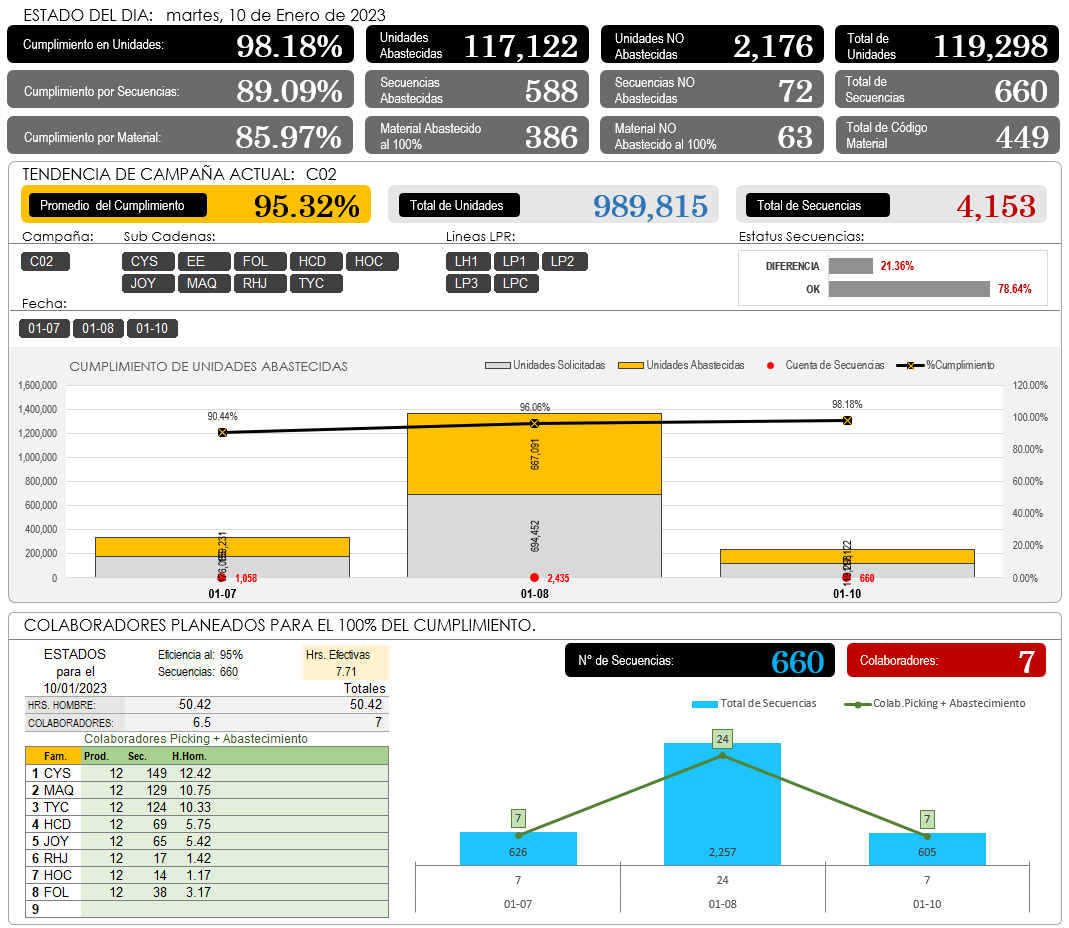 ESTADO DEL DIA: martes, 10 de Enero de 2023
Cumplimiento en Unidades: 98.18% Unidades Abastecidas 117,122 Unidades NO Abastecidas 2,176 Total de Unidades 119,298
Cumplimiento por Secuencias: 89.09% Secuencias Abastecidas 588 Secuencias NO Abastecidas 72 Total de Secuencias 660
Cumplimiento por Material: 85.97% Material Abastecido al 100% 386 Material NO Abastecido al 100% 63 Total de Código Material 449
TENDENCIA DE CAMPAÑA ACTUAL: C02
Promedio del Cumplimiento 95.32% Total de Unidades 989,815 Total de Secuencias 4,153
Campaña: Sub Cadenas: Lineas LPR: Estatus Secuencias:
C02 CYS EE FOL HCD HOC LH1 LP1 LP2 DIFERENCIA 21.36%
JOY MAQ RHJ TYC LP3 LPC OK 78.64%
Fecha:
01-07 01-08 01-10
CUMPLIMIENTO DE UNIDADES ABASTECIDAS Unidades Solicitadas Unidades Abastecidas Cuenta de Secuencias %Cumplimiento
1,600,000 120.00%
1,400,000 90.44% 96.06% 98.18% 100.00%
1,200,000
1,000,000 667,091 80.00%
800,000 60.00%
600,000
400,000 694,452 40.00%
200,000 20.00%
0 1,058 2,435 660 0.00%
01-07 01-08 01-10
COLABORADORES PLANEADOS PARA EL 100% DEL CUMPLIMIENTO.
ESTADOS para el 10/01/2023
Eficiencia al: 95% Hrs. Efectivas
Secuencias: 660 7.71
Totales
HRS. HOMBRE: 50.42 50.42
COLABORADORES: 6.5 7
Colaboradores Picking + Abastecimiento
Fam. Prod. Sec. H.Hom.
1 CYS 12 149 12.42
2 MAQ 12 129 10.75
3 TYC 12 124 10.33
4 HCD 12 69 5.75
5 JOY 12 65 5.42
6 RHJ 12 17 1.42
7 HOC 12 14 1.17
8 FOL 12 38 3.17
9
N° de Secuencias: 660 Colaboradores: 7
Total de Secuencias Colab.Picking + Abastecimiento
24
7 7
626 2,257 605
7 24 7
01-07 01-08 01-10